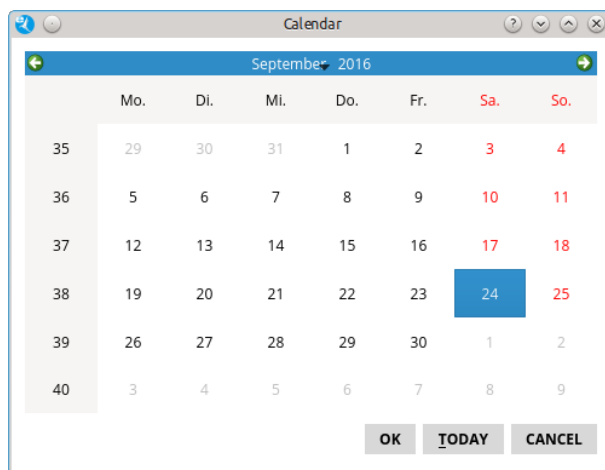 Calendar
September 2016
Mo. Di. Mi. Do. Fr. Sa. So.
35 29 30 31 1 2 3 4
36 5 6 7 8 9 10 11
37 12 13 14 15 16 17 18
38 19 20 21 22 23 24 25
39 26 27 28 29 30 1 2
40 3 4 5 6 7 8 9
OK TODAY CANCEL